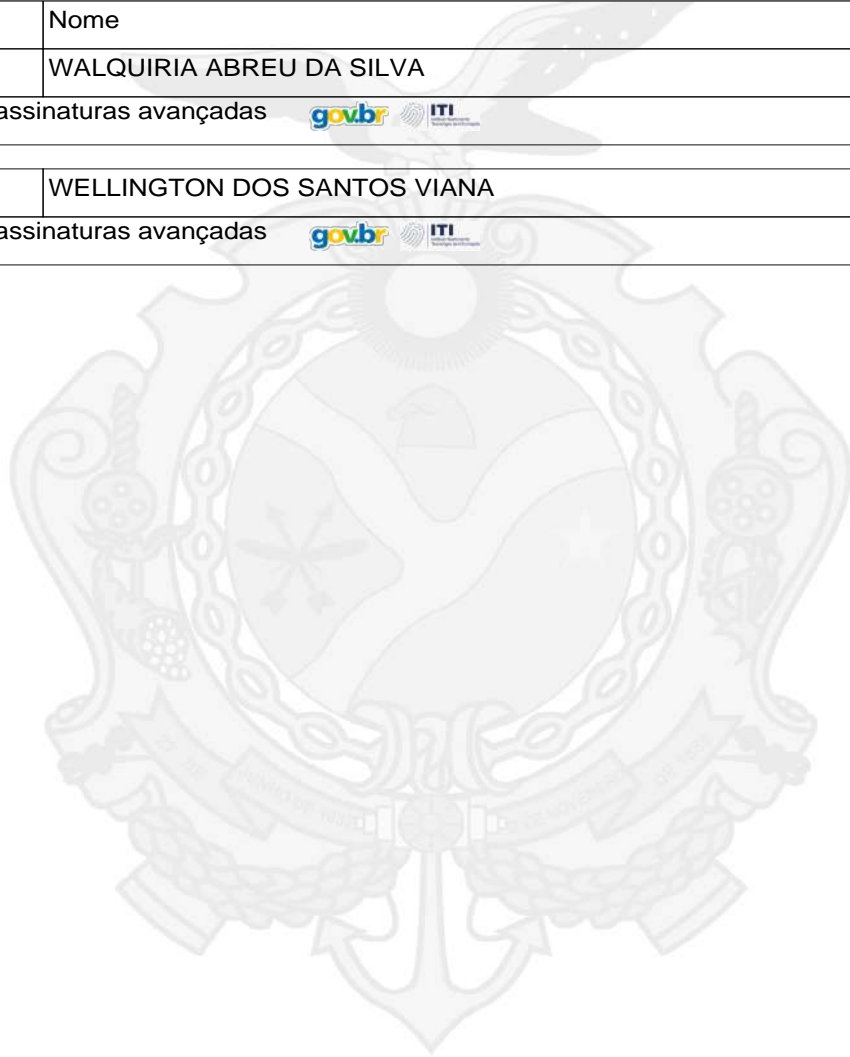 Nome
WALQUIRIA ABREU DA SILVA
assinaturas avançadas gov.br ITI
WELLINGTON DOS SANTOS VIANA
assinaturas avançadas gov.br ITI